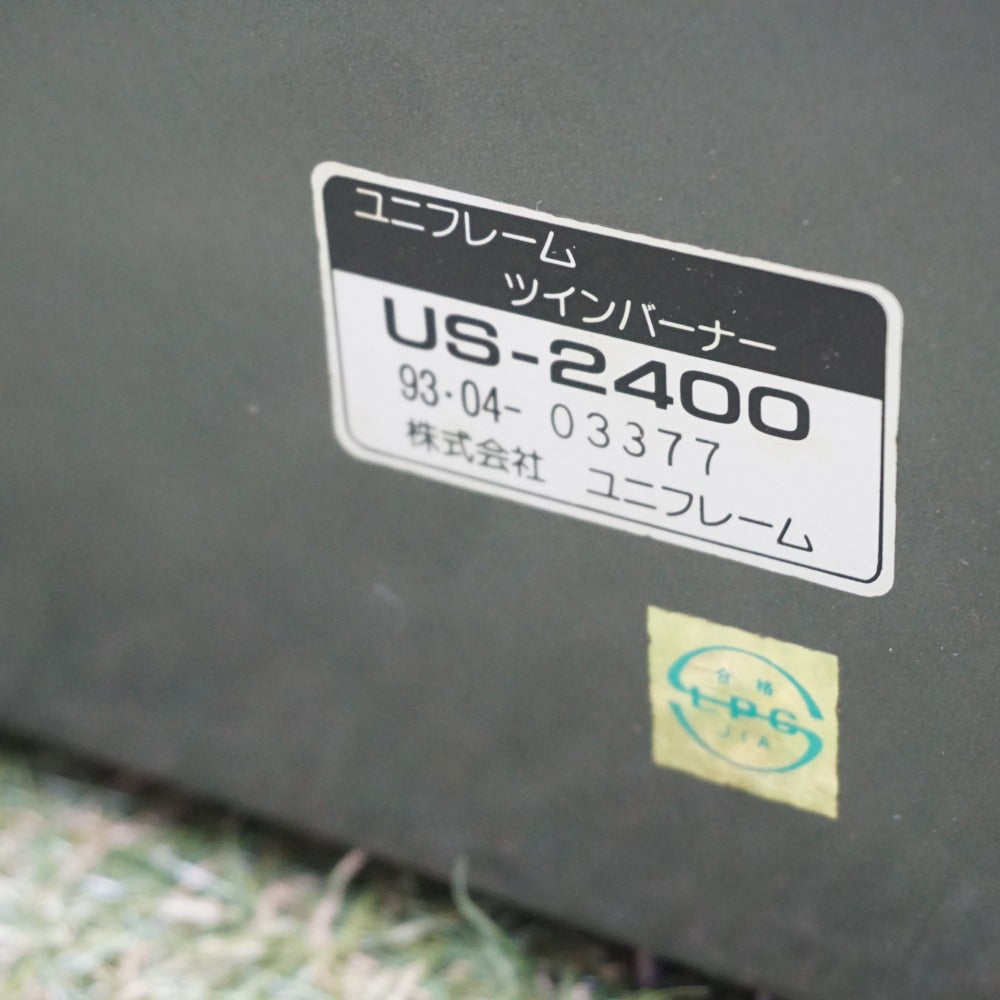 ユニフレーム
ツインバーナー
US-2400
93・04- 03377
株式会社 ユニフレーム
合格
LPG
JIA